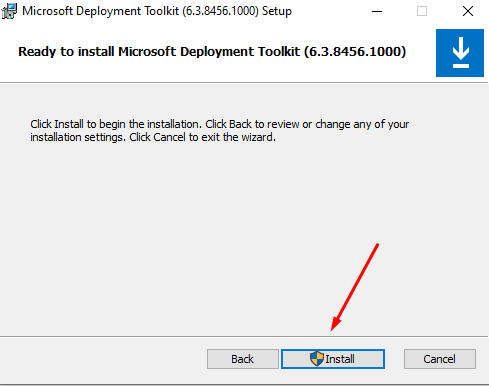 Microsoft Deployment Toolkit (6.3.8456.1000) Setup
Ready to install Microsoft Deployment Toolkit (6.3.8456.1000)
Click Install to begin the installation. Click Back to review or change any of your
installation settings. Click Cancel to exit the wizard.
Back Install Cancel